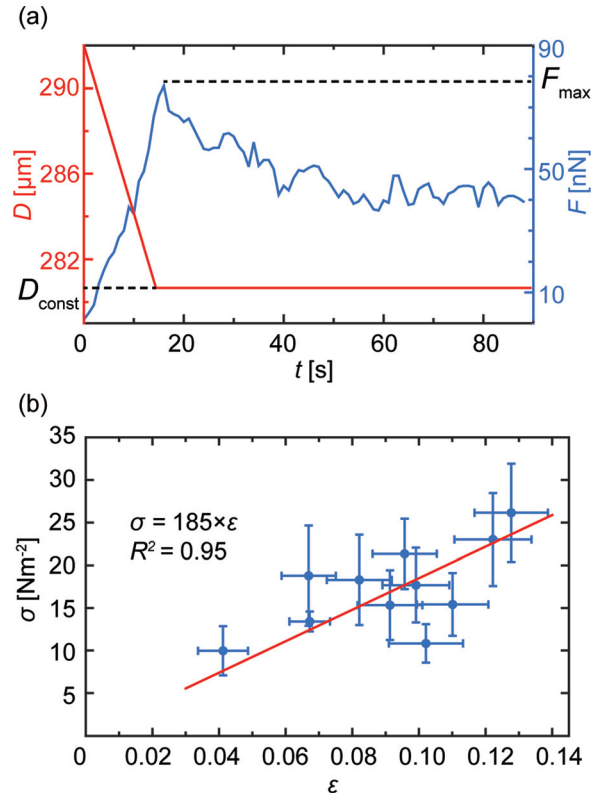 (a)
90
290
F max
286
50
D [µm]
F [nN]
282
D const
10
0 20 40 60 80
t [s]
(b)
35
30
σ = 185×ε
25
R² = 0.95
20
σ [Nm⁻²]
15
10
5
0 0.02 0.04 0.06 0.08 0.10 0.12 0.14
ε